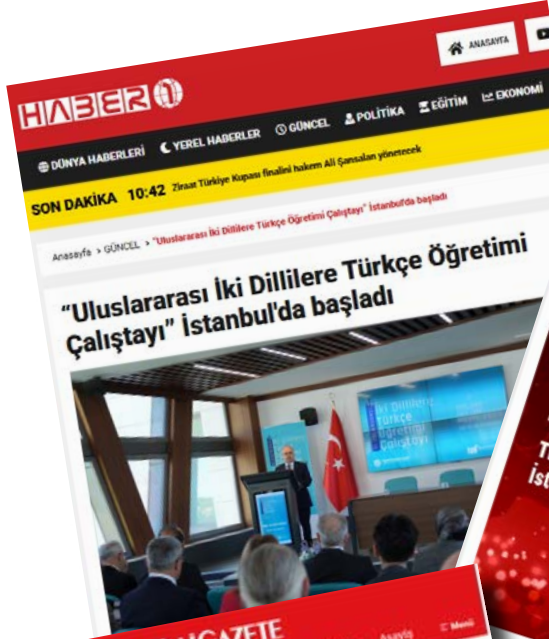 HABER 1
ANASAYFA
DÜNYA HABERLERİ YEREL HABERLER GÜNCEL POLİTİKA EĞİTİM EKONOMİ
SON DAKİKA 10:42 Ziraat Türkiye Kupası finalini hakem Ali Şansalan yönetecek
Anasayfa > GÜNCEL > "Uluslararası İki Dillilere Türkçe Öğretimi Çalıştayı" İstanbul'da başladı
“Uluslararası İki Dillilere Türkçe Öğretimi
Çalıştayı” İstanbul'da başladı
İki Dillilere
Türkçe
Öğretimi
Çalıştayı
GAZETE
Menü